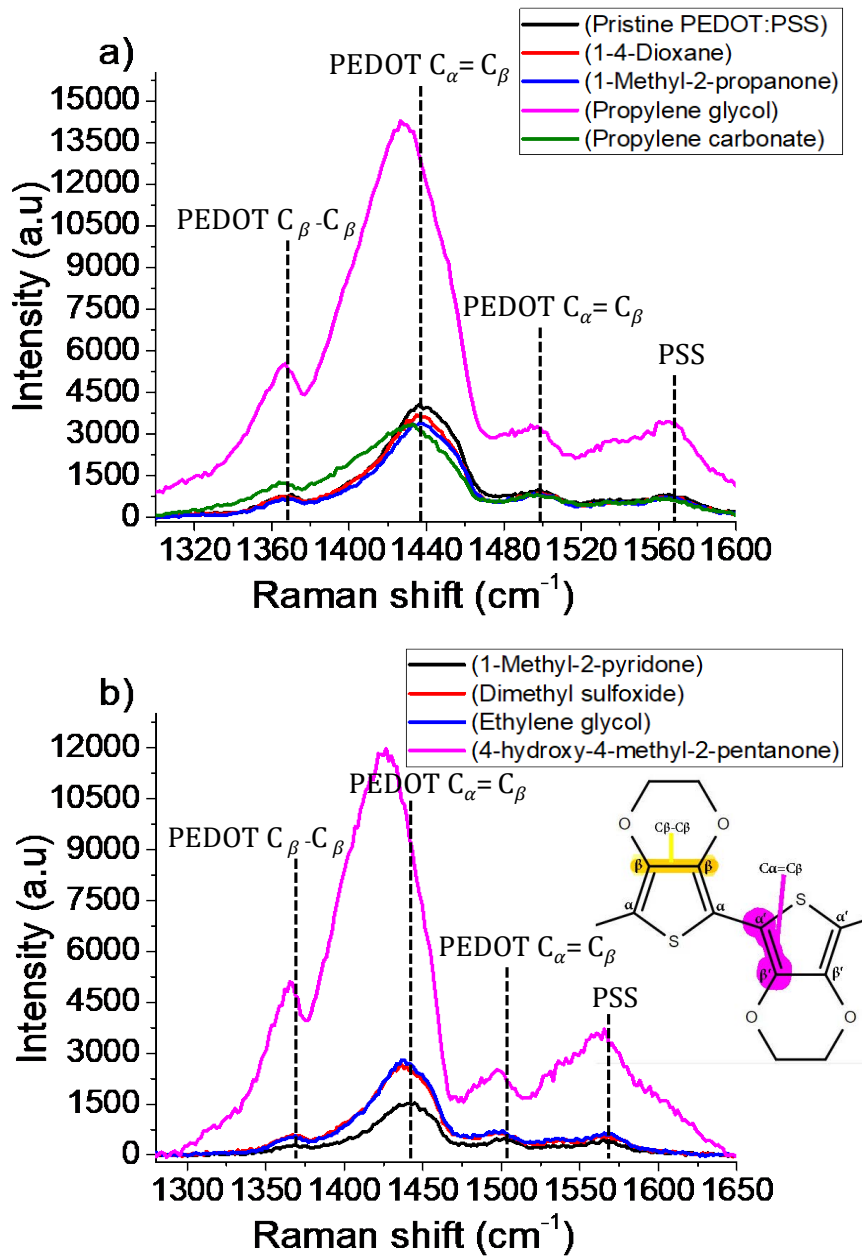 a)
(Pristine PEDOT:PSS)
(1-4-Dioxane)
(1-Methyl-2-propanone)
(Propylene glycol)
(Propylene carbonate)
PEDOT Cα= Cβ
PEDOT Cβ-Cβ
PEDOT Cα= Cβ
PSS
Intensity (a.u)
15000
13500
12000
10500
9000
7500
6000
4500
3000
1500
0
1320 1360 1400 1440 1480 1520 1560 1600
Raman shift (cm⁻¹)
b)
(1-Methyl-2-pyridone)
(Dimethyl sulfoxide)
(Ethylene glycol)
(4-hydroxy-4-methyl-2-pentanone)
PEDOT Cα= Cβ
PEDOT Cβ-Cβ
PEDOT Cα= Cβ
PSS
Intensity (a.u)
12000
10500
9000
7500
6000
4500
3000
1500
0
1300 1350 1400 1450 1500 1550 1600 1650
Raman shift (cm⁻¹)
O O
Cβ-Cβ
β β
Cα=Cβ
α α
S
S
α' α'
β' β'
O O